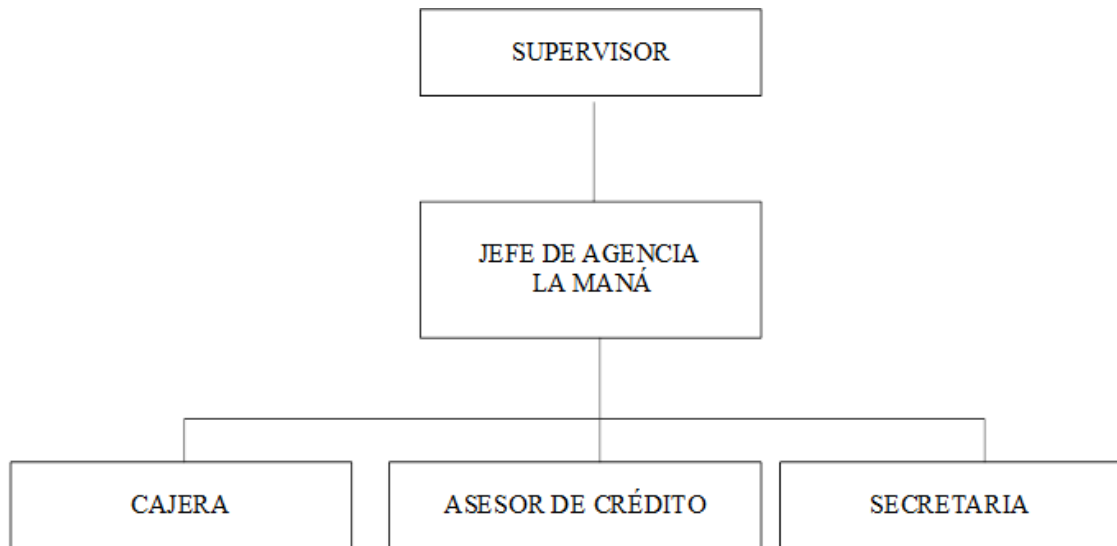 SUPERVISOR
JEFE DE AGENCIA
LA MANÁ
CAJERA
ASESOR DE CRÉDITO
SECRETARIA